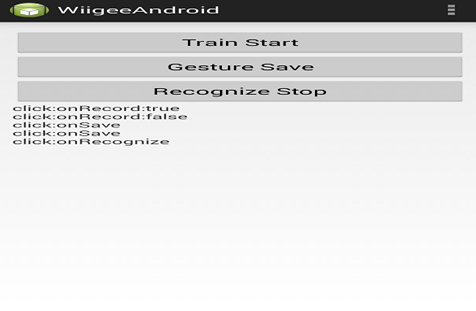 WiigeeAndroid
Train Start
Gesture Save
Recognize Stop
click:onRecord:true
click:onRecord:false
click:onSave
click:onSave
click:onRecognize